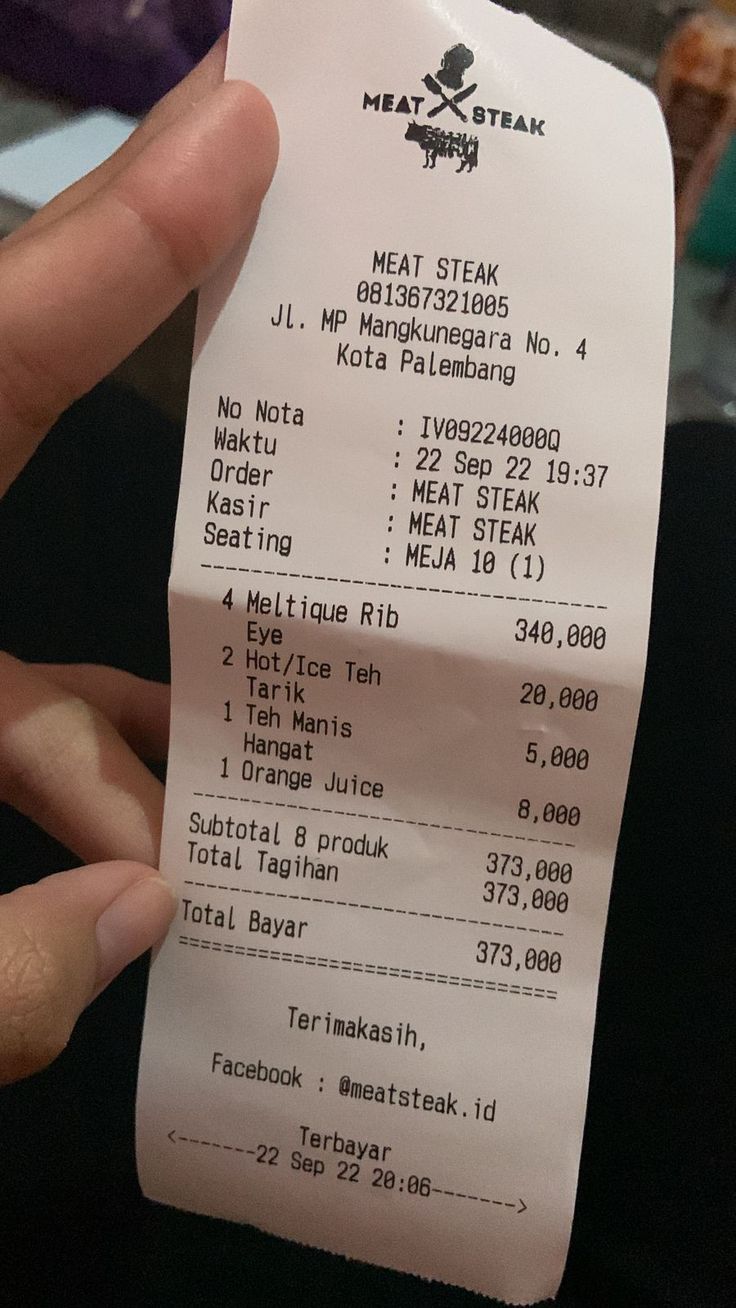 MEAT STEAK
MEAT STEAK
081367321005
Jl. MP Mangkunegara No. 4
Kota Palembang
No Nota : IV09224000Q
Waktu : 22 Sep 22 19:37
Order : MEAT STEAK
Kasir : MEAT STEAK
Seating : MEJA 10 (1)
4 Meltique Rib 340,000
Eye
2 Hot/Ice Teh 20,000
Tarik
1 Teh Manis 5,000
Hangat
1 Orange Juice 8,000
Subtotal 8 produk 373,000
Total Tagihan 373,000
Total Bayar 373,000
Terimakasih,
Facebook : @meatsteak.id
Terbayar
<-------22 Sep 22 20:06------->